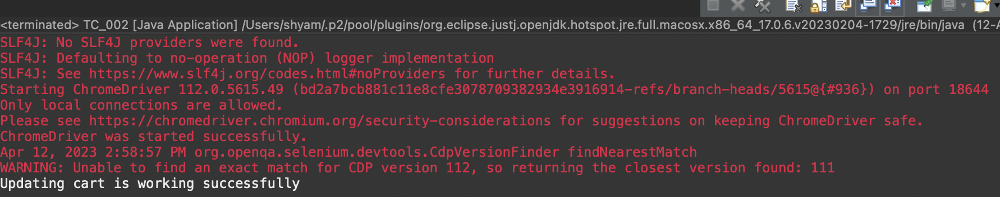 <terminated> TC_002 [Java Application] /Users/shyam/.p2/pool/plugins/org.eclipse.justj.openjdk.hotspot.jre.full.macosx.x86_64_17.0.6.v20230204-1729/jre/bin/java (12-A
SLF4J: No SLF4J providers were found.
SLF4J: Defaulting to no-operation (NOP) logger implementation
SLF4J: See https://www.slf4j.org/codes.html#noProviders for further details.
Starting ChromeDriver 112.0.5615.49 (bd2a7bcb881c11e8cfe3078709382934e3916914-refs/branch-heads/5615@{#936}) on port 18644
Only local connections are allowed.
Please see https://chromedriver.chromium.org/security-considerations for suggestions on keeping ChromeDriver safe.
ChromeDriver was started successfully.
Apr 12, 2023 2:58:57 PM org.openqa.selenium.devtools.CdpVersionFinder findNearestMatch
WARNING: Unable to find an exact match for CDP version 112, so returning the closest version found: 111
Updating cart is working successfully